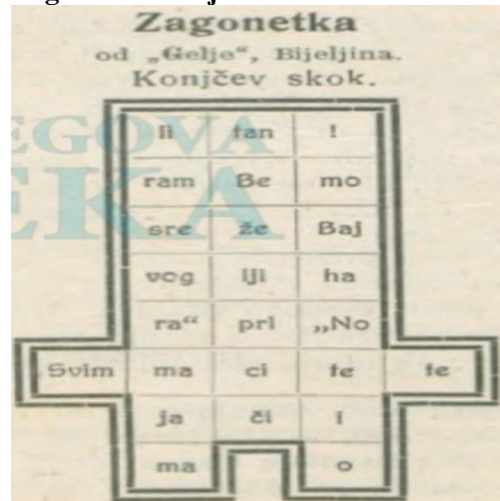 Zagonetka
od „Gelje“, Bijeljina.
Konjčev skok.
li tan !
ram Be mo
sre že Baj
vog lji ha
ra“ pri „No
Svim ma ci te te
ja či i
ma o